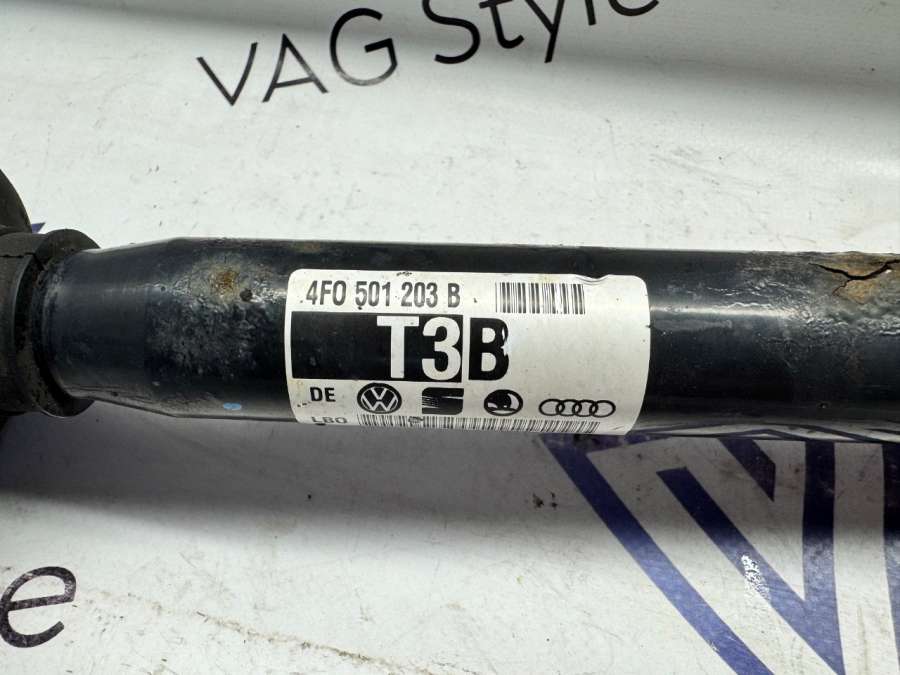 VAG Style
4F0 501 203 B
T3B
DE
LBO
e